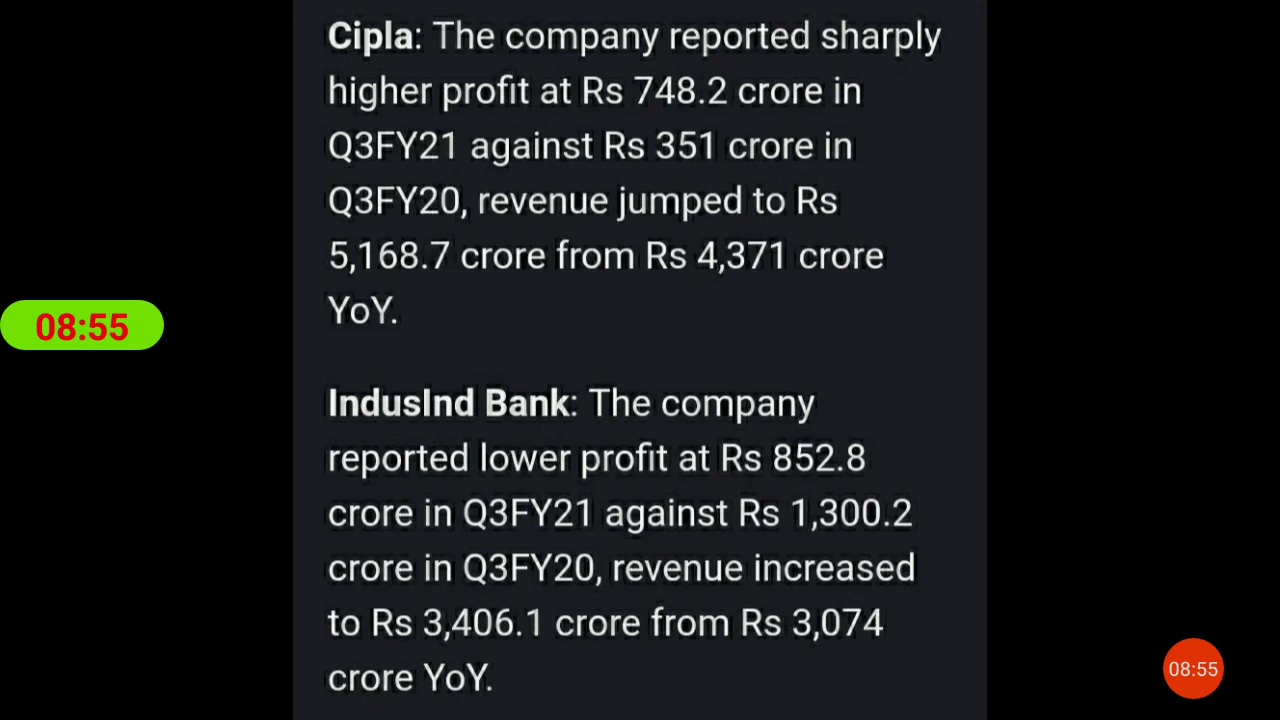 Cipla: The company reported sharply
higher profit at Rs 748.2 crore in
Q3FY21 against Rs 351 crore in
Q3FY20, revenue jumped to Rs
5,168.7 crore from Rs 4,371 crore
YoY.
08:55
IndusInd Bank: The company
reported lower profit at Rs 852.8
crore in Q3FY21 against Rs 1,300.2
crore in Q3FY20, revenue increased
to Rs 3,406.1 crore from Rs 3,074
crore YoY.
08:55